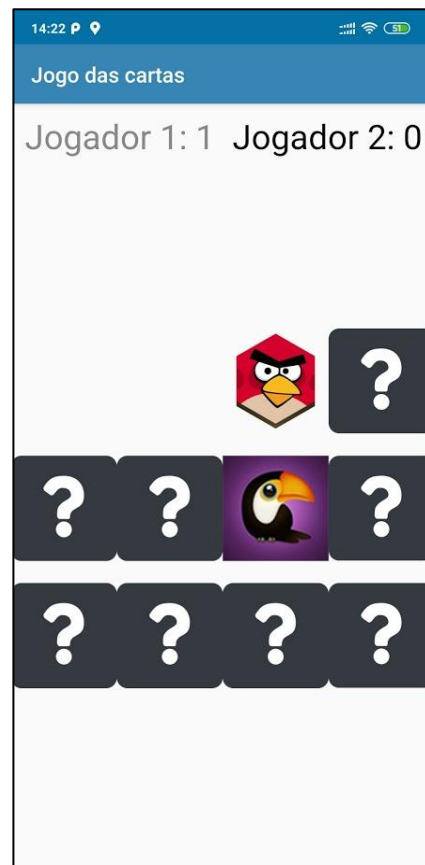 14:22 P 51
Jogo das cartas
Jogador 1: 1 Jogador 2: 0
? 
? ? ?
? ? ? ?